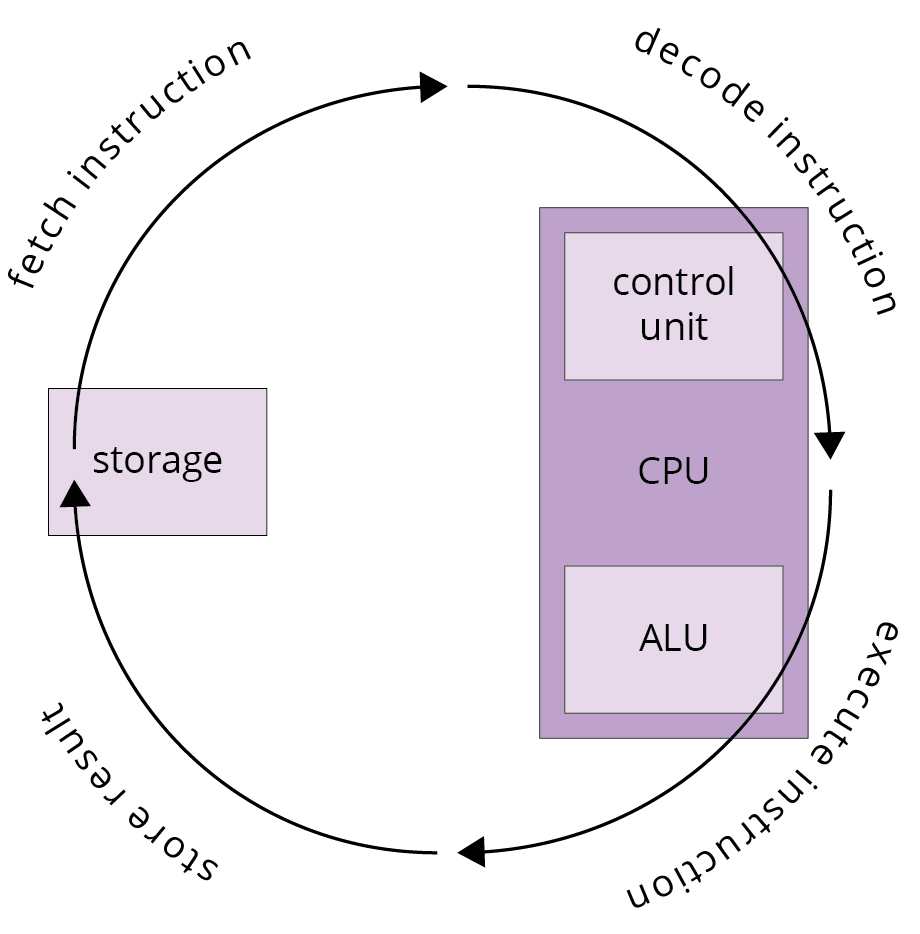 fetch instruction
decode instruction
control
unit
storage
CPU
ALU
execute instruction
store result